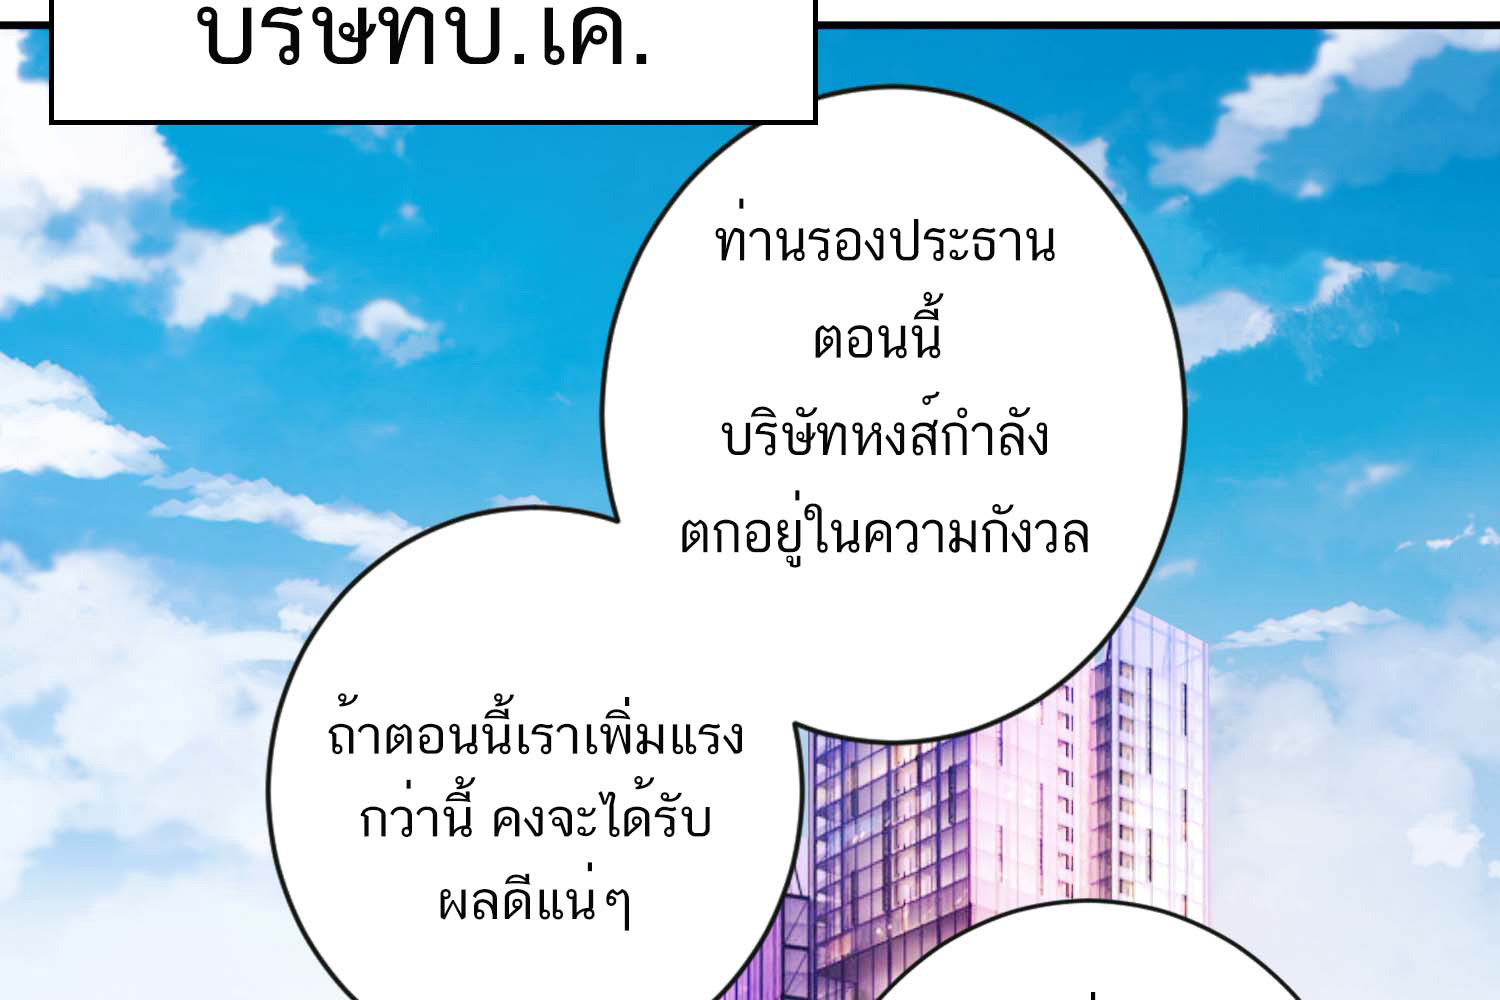 บริษัทบี.เค.
ท่านรองประธาน
ตอนนี้
บริษัทหงส์กำลัง
ตกอยู่ในความกังวล
ถ้าตอนนี้เราเพิ่มแรง
กว่านี้ คงจะได้รับ
ผลดีแน่ๆ